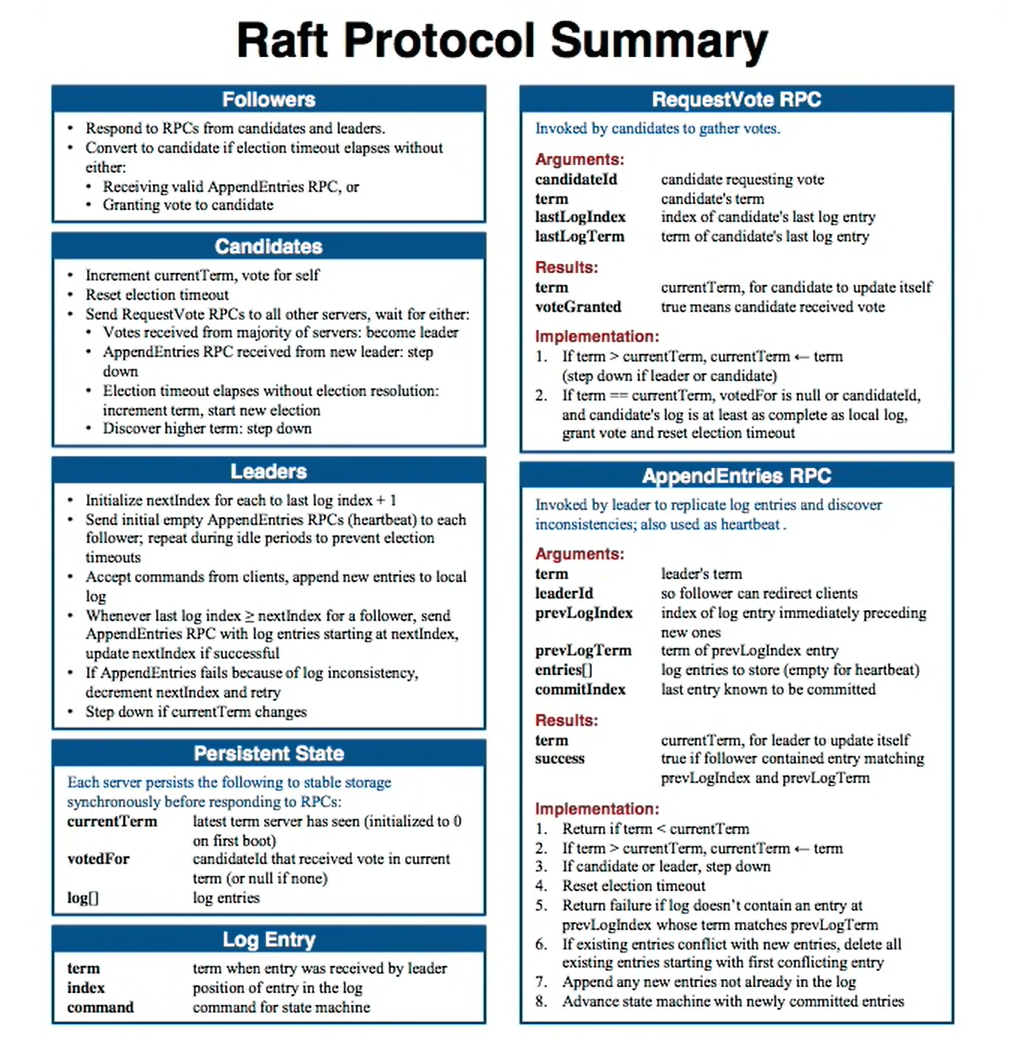 Raft Protocol Summary
Followers
• Respond to RPCs from candidates and leaders.
• Convert to candidate if election timeout elapses without
either:
• Receiving valid AppendEntries RPC, or
• Granting vote to candidate
Candidates
• Increment currentTerm, vote for self
• Reset election timeout
• Send RequestVote RPCs to all other servers, wait for either:
• Votes received from majority of servers: become leader
• AppendEntries RPC received from new leader: step
down
• Election timeout elapses without election resolution:
increment term, start new election
• Discover higher term: step down
Leaders
• Initialize nextIndex for each to last log index + 1
• Send initial empty AppendEntries RPCs (heartbeat) to each
follower; repeat during idle periods to prevent election
timeouts
• Accept commands from clients, append new entries to local
log
• Whenever last log index ≥ nextIndex for a follower, send
AppendEntries RPC with log entries starting at nextIndex,
update nextIndex if successful
• If AppendEntries fails because of log inconsistency,
decrement nextIndex and retry
• Step down if currentTerm changes
Persistent State
Each server persists the following to stable storage
synchronously before responding to RPCs:
currentTerm latest term server has seen (initialized to 0
on first boot)
votedFor candidateId that received vote in current
term (or null if none)
log[] log entries
Log Entry
term term when entry was received by leader
index position of entry in the log
command command for state machine
RequestVote RPC
Invoked by candidates to gather votes.
Arguments:
candidateId candidate requesting vote
term candidate's term
lastLogIndex index of candidate's last log entry
lastLogTerm term of candidate's last log entry
Results:
term currentTerm, for candidate to update itself
voteGranted true means candidate received vote
Implementation:
1. If term > currentTerm, currentTerm ← term
(step down if leader or candidate)
2. If term == currentTerm, votedFor is null or candidateId,
and candidate's log is at least as complete as local log,
grant vote and reset election timeout
AppendEntries RPC
Invoked by leader to replicate log entries and discover
inconsistencies; also used as heartbeat .
Arguments:
term leader's term
leaderId so follower can redirect clients
prevLogIndex index of log entry immediately preceding
new ones
prevLogTerm term of prevLogIndex entry
entries[] log entries to store (empty for heartbeat)
commitIndex last entry known to be committed
Results:
term currentTerm, for leader to update itself
success true if follower contained entry matching
prevLogIndex and prevLogTerm
Implementation:
1. Return if term < currentTerm
2. If term > currentTerm, currentTerm ← term
3. If candidate or leader, step down
4. Reset election timeout
5. Return failure if log doesn't contain an entry at
prevLogIndex whose term matches prevLogTerm
6. If existing entries conflict with new entries, delete all
existing entries starting with first conflicting entry
7. Append any new entries not already in the log
8. Advance state machine with newly committed entries